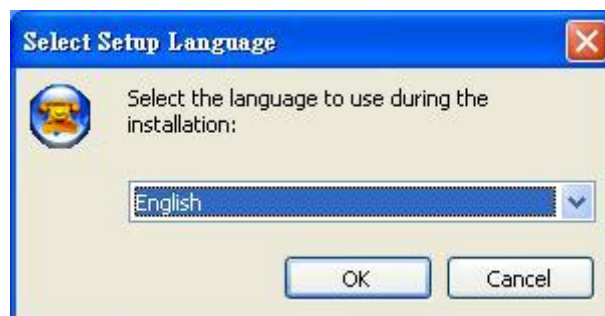 Select Setup Language
Select the language to use during the
installation:
English
OK
Cancel